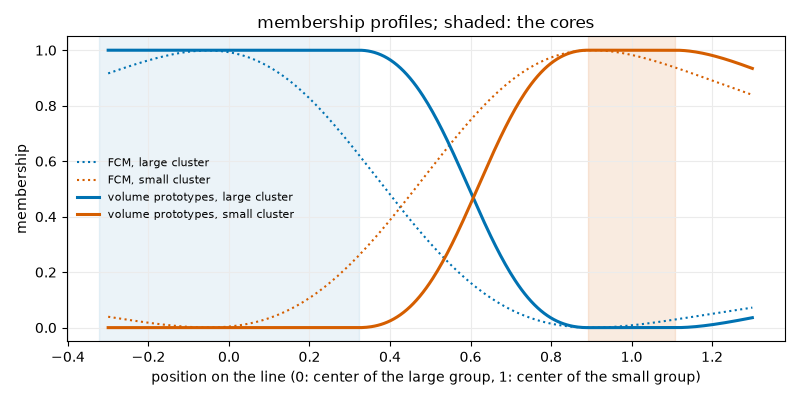 membership profiles; shaded: the cores
1.0
0.8
0.6
0.4
0.2
0.0
membership
FCM, large cluster
FCM, small cluster
volume prototypes, large cluster
volume prototypes, small cluster
−0.4 −0.2 0.0 0.2 0.4 0.6 0.8 1.0 1.2
position on the line (0: center of the large group, 1: center of the small group)